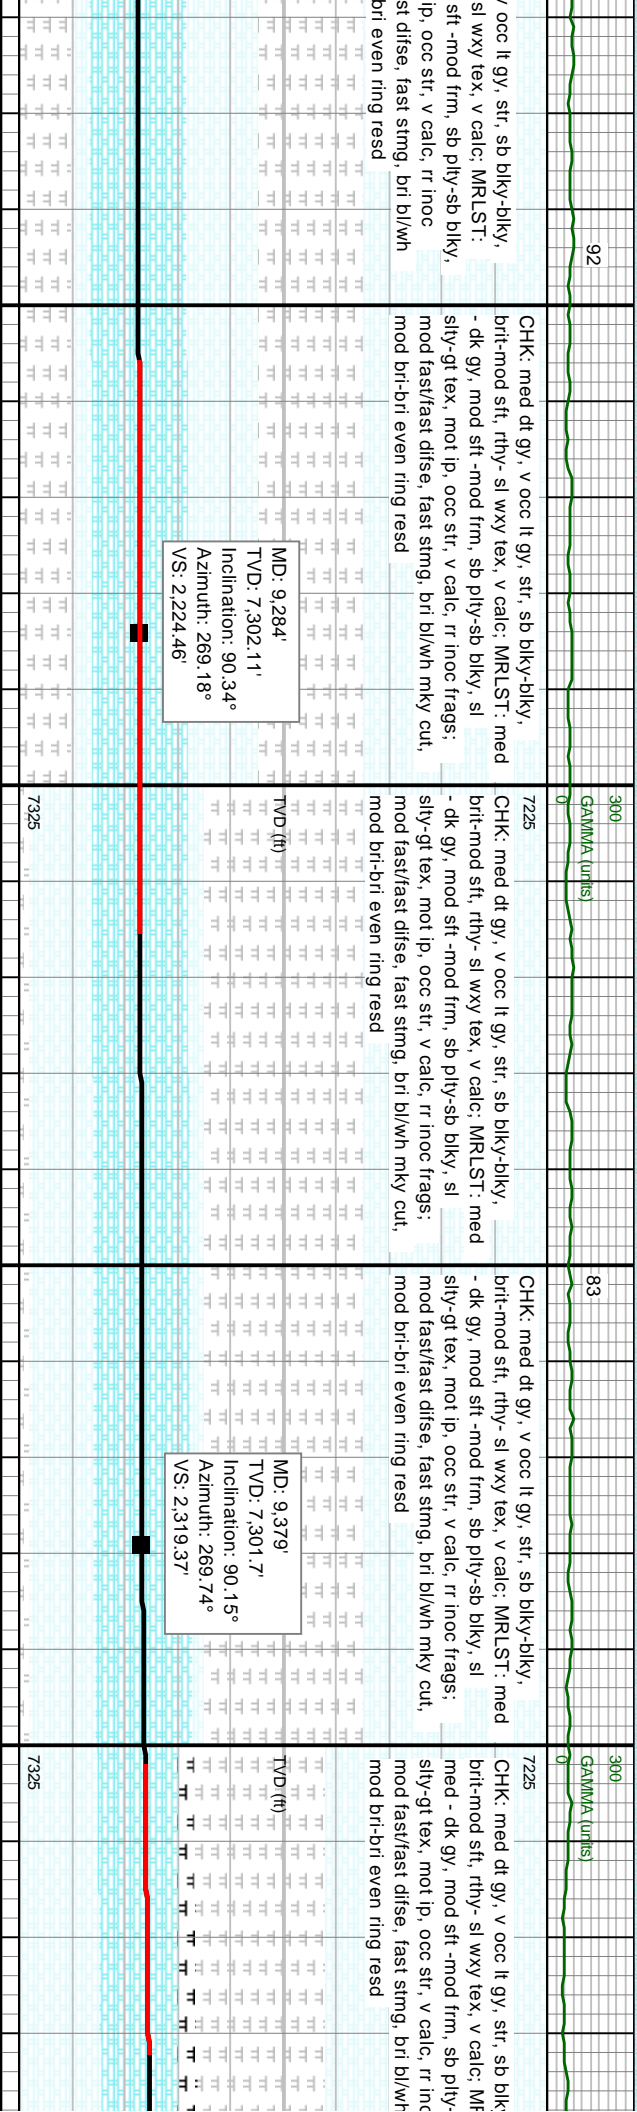 / occ lt gy, str, sb blky-blky,
sl wxy tex, v calc; MRLST:
sft -mod frm, sb plty-sb blky,
ip, occ str, v calc, rr inoc
st difse, fast stmg, bri bl/wh
bri even ring resd
92
CHK: med dt gy, v occ lt gy, str, sb blky-blky,
brit-mod sft, rthy- sl wxy tex, v calc; MRLST: med
- dk gy, mod sft -mod frm, sb plty-sb blky, sl
slty-gt tex, mot ip, occ str, v calc, rr inoc frags;
mod fast/fast difse, fast stmg, bri bl/wh mky cut,
mod bri-bri even ring resd
MD: 9,284'
TVD: 7,302.11'
Inclination: 90.34°
Azimuth: 269.18°
VS: 2,224.46'
300
GAMMA (units)
0
7225
TVD (ft)
7325
CHK: med dt gy, v occ lt gy, str, sb blky-blky,
brit-mod sft, rthy- sl wxy tex, v calc; MRLST: med
- dk gy, mod sft -mod frm, sb plty-sb blky, sl
slty-gt tex, mot ip, occ str, v calc, rr inoc frags;
mod fast/fast difse, fast stmg, bri bl/wh mky cut,
mod bri-bri even ring resd
83
CHK: med dt gy, v occ lt gy, str, sb blky-blky,
brit-mod sft, rthy- sl wxy tex, v calc; MRLST: med
- dk gy, mod sft -mod frm, sb plty-sb blky, sl
slty-gt tex, mot ip, occ str, v calc, rr inoc frags;
mod fast/fast difse, fast stmg, bri bl/wh mky cut,
mod bri-bri even ring resd
MD: 9,379'
TVD: 7,301.7'
Inclination: 90.15°
Azimuth: 269.74°
VS: 2,319.37'
300
GAMMA (units)
0
7225
TVD (ft)
7325
CHK: med dt gy, v occ lt gy, str, sb blk
brit-mod sft, rthy- sl wxy tex, v calc;
med - dk gy, mod sft -mod frm, sb plty-
slty-gt tex, mot ip, occ str, v calc, rr
mod fast/fast difse, fast stmg, bri bl/wh
mod bri-bri even ring resd